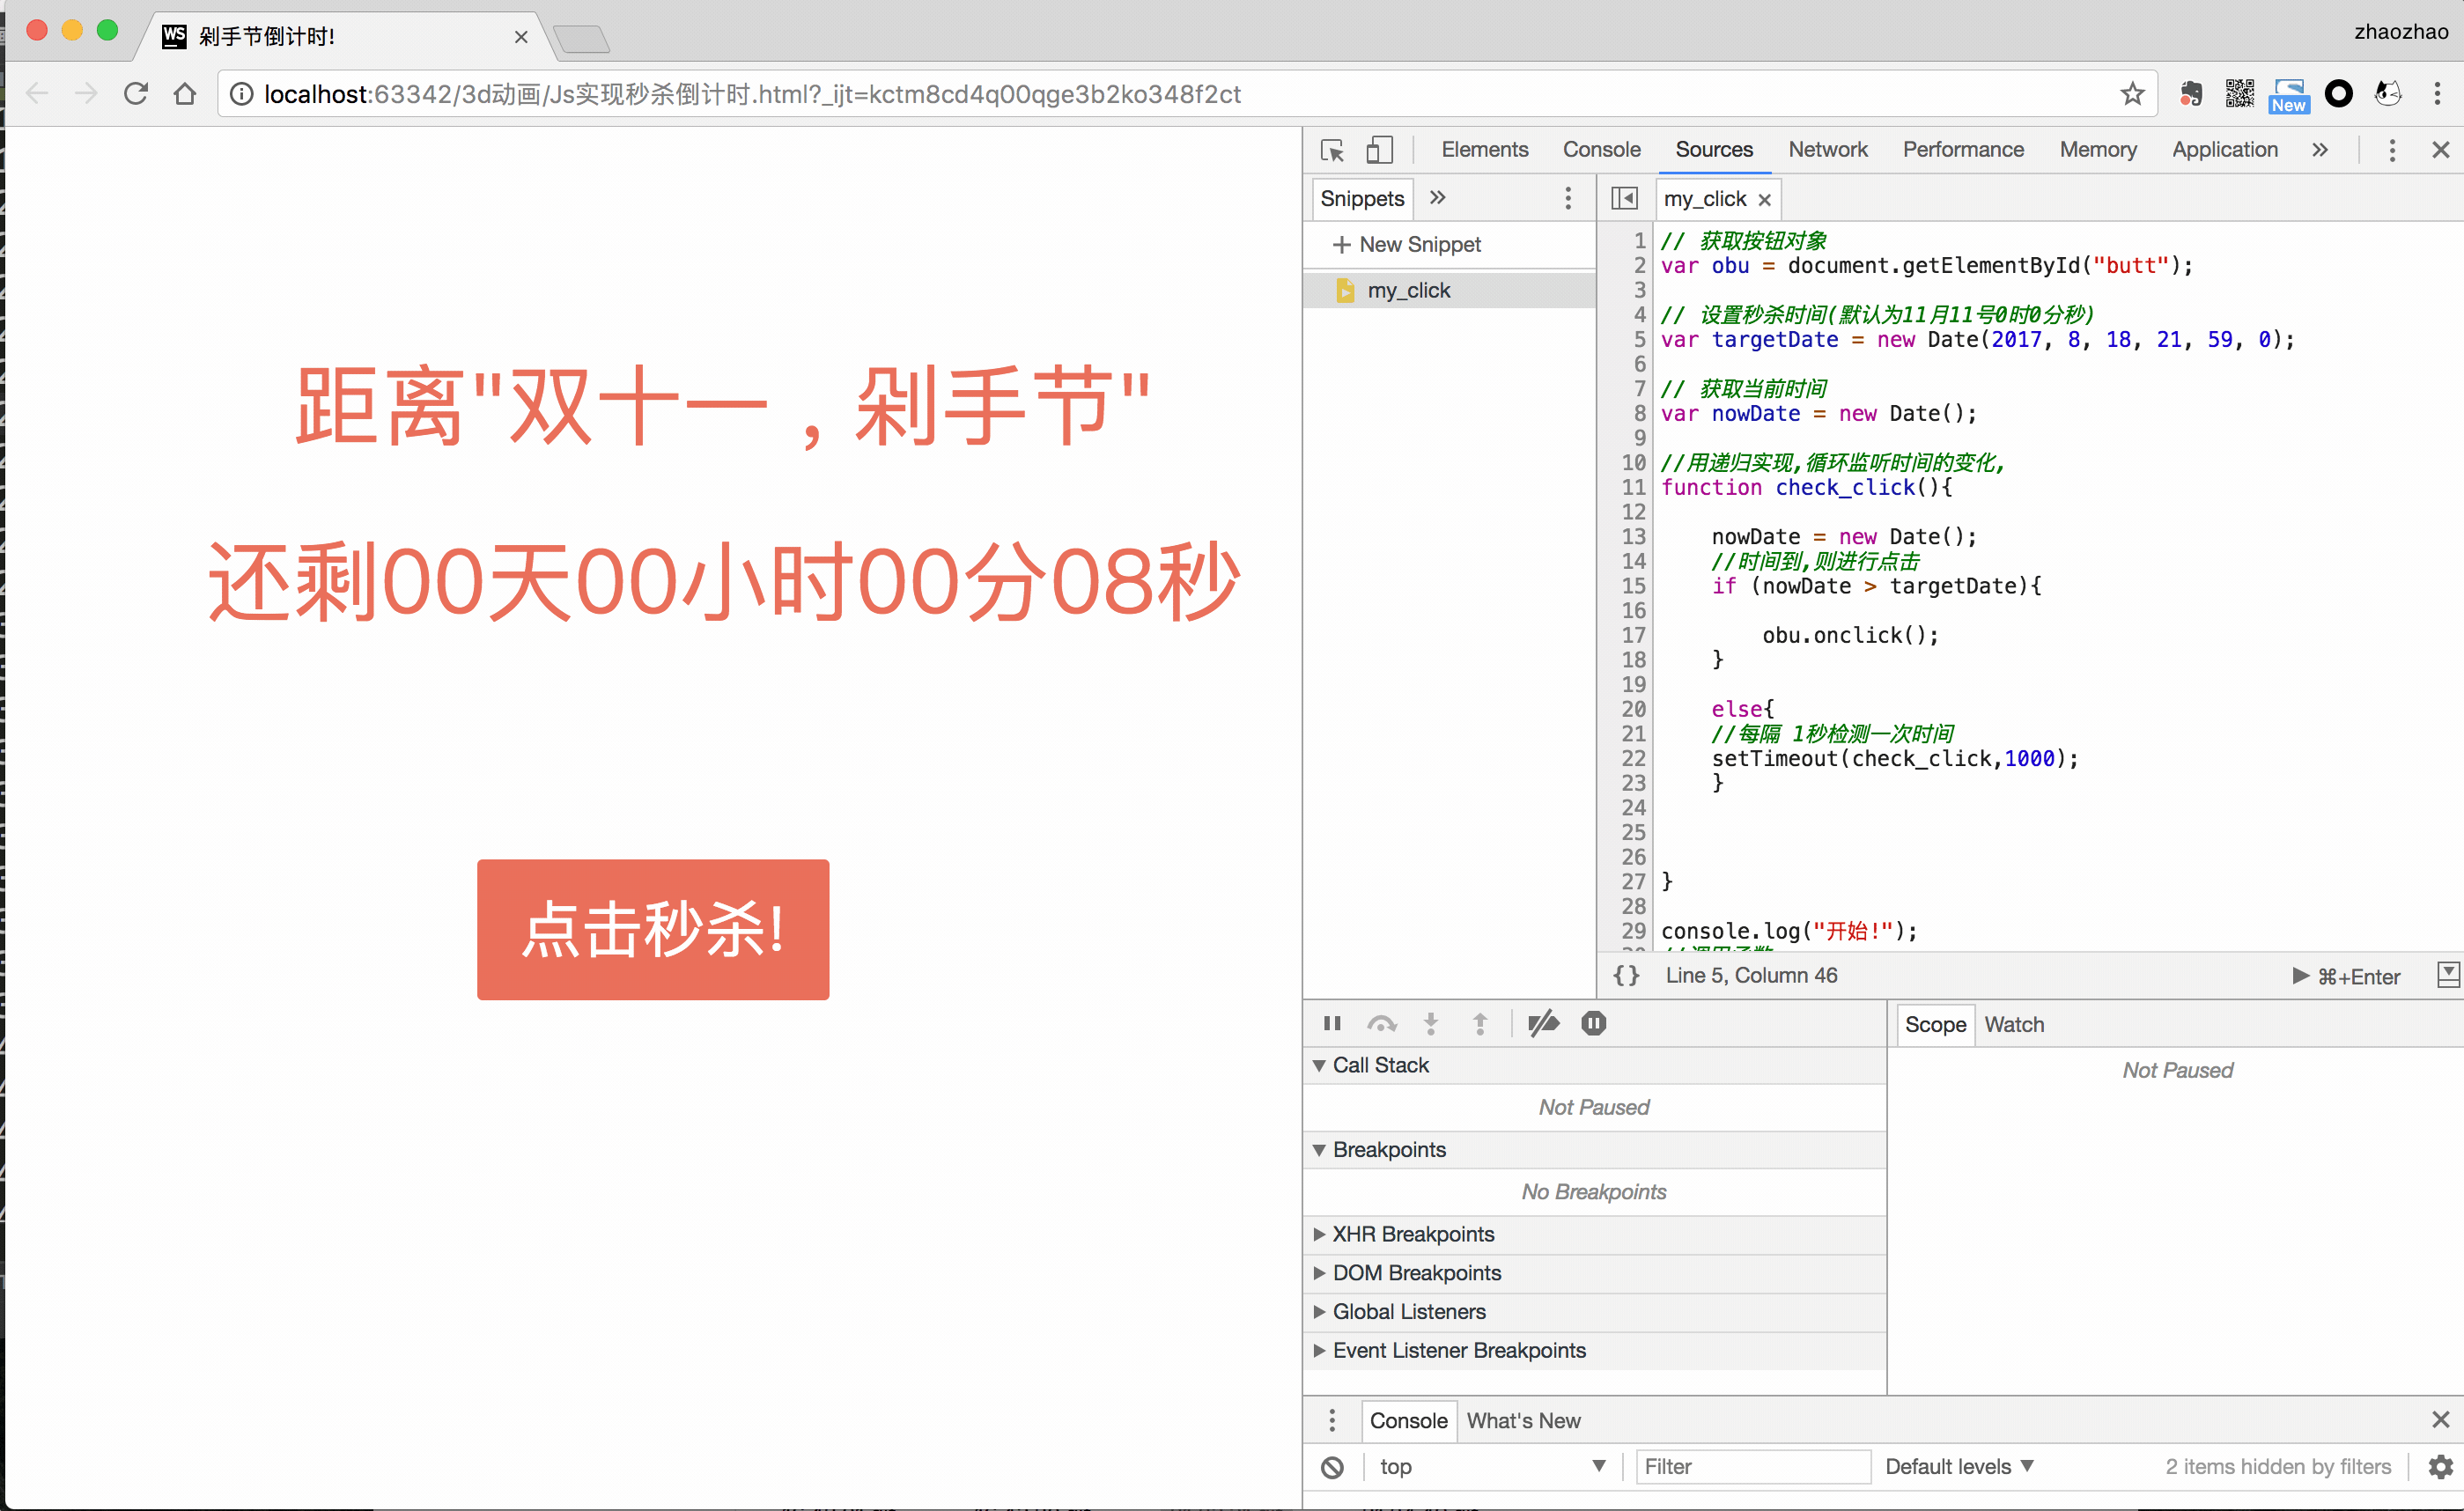 剁手节倒计时!
zhaozhao
localhost:63342/3d动画/Js实现秒杀倒计时.html?_ijt=kctm8cd4q00qge3b2ko348f2ct
New
距离"双十一，剁手节"
还剩00天00小时00分08秒
点击秒杀!
Elements Console Sources Network Performance Memory Application
Snippets
my_click
New Snippet
my_click
1 // 获取按钮对象
2 var obu = document.getElementById("butt");
3
4 // 设置秒杀时间(默认为11月11号0时0分秒)
5 var targetDate = new Date(2017, 8, 18, 21, 59, 0);
6
7 // 获取当前时间
8 var nowDate = new Date();
9
10 //用递归实现,循环监听时间的变化,
11 function check_click(){
12
13 nowDate = new Date();
14 //时间到,则进行点击
15 if (nowDate > targetDate){
16
17 obu.onclick();
18 }
19
20 else{
21 //每隔 1秒检测一次时间
22 setTimeout(check_click,1000);
23 }
24
25
26
27 }
28
29 console.log("开始!");
{} Line 5, Column 46
⌘+Enter
Scope Watch
Not Paused
Call Stack
Not Paused
Breakpoints
No Breakpoints
XHR Breakpoints
DOM Breakpoints
Global Listeners
Event Listener Breakpoints
Console What's New
top
Filter
Default levels
2 items hidden by filters